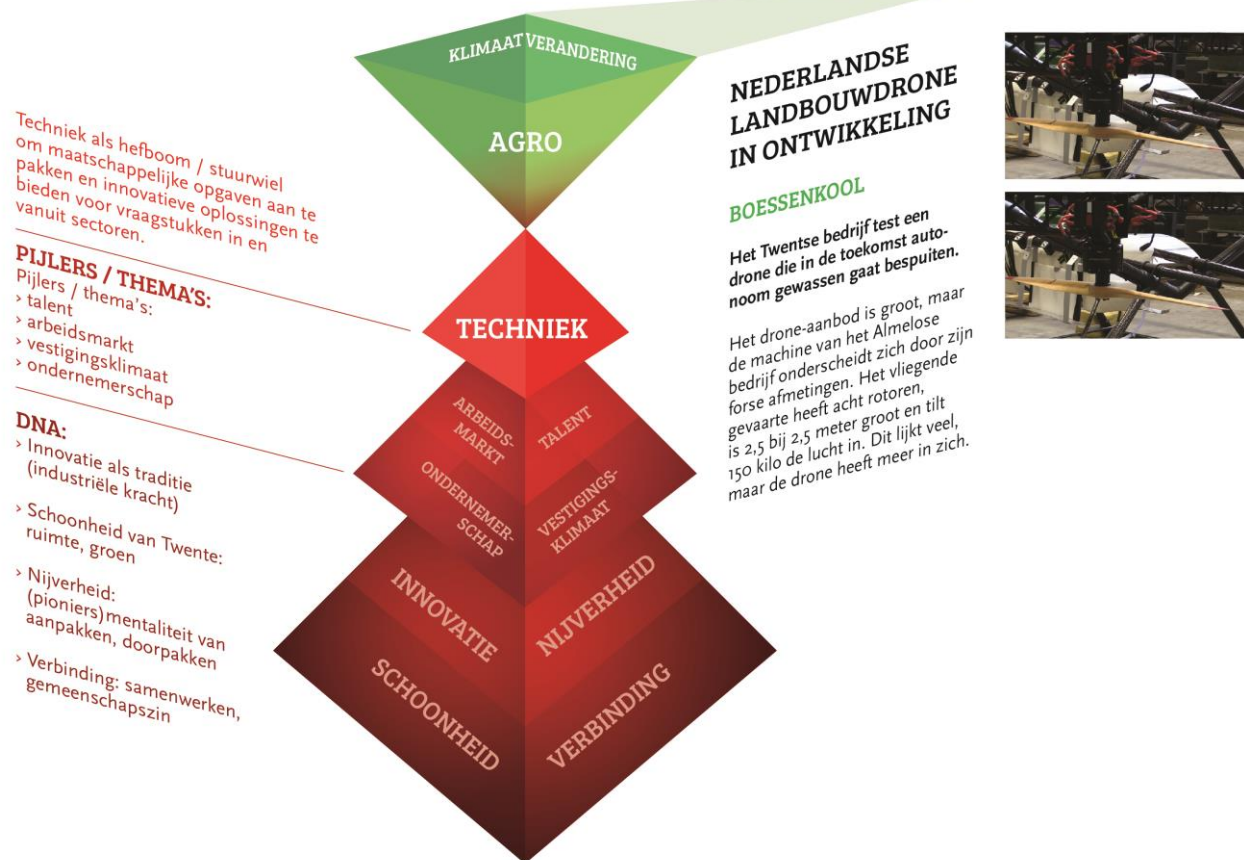 Techniek als hefboom / stuurwiel
om maatschappelijke opgaven aan te
pakken en innovatieve oplossingen te
bieden voor vraagstukken in en
vanuit sectoren.
PIJLERS / THEMA'S:
Pijlers / thema's:
› talent
› arbeidsmarkt
› vestigingsklimaat
› ondernemerschap
DNA:
› Innovatie als traditie
(industriële kracht)
› Schoonheid van Twente:
ruimte, groen
› Nijverheid:
(pioniers)mentaliteit van
aanpakken, doorpakken
› Verbinding: samenwerken,
gemeenschapszin
KLIMAATVERANDERING
AGRO
TECHNIEK
ARBEIDS-
MARKT
TALENT
ONDERNEMER-
SCHAP
VESTIGINGS-
KLIMAAT
INNOVATIE
NIJVERHEID
SCHOONHEID
VERBINDING
NEDERLANDSE
LANDBOUWDRONE
IN ONTWIKKELING
BOESSENKOOL
Het Twentse bedrijf test een
drone die in de toekomst auto-
noom gewassen gaat bespuiten.
Het drone-aanbod is groot, maar
de machine van het Almelose
bedrijf onderscheidt zich door zijn
forse afmetingen. Het vliegende
gevaarte heeft acht rotoren,
is 2,5 bij 2,5 meter groot en tilt
150 kilo de lucht in. Dit lijkt veel,
maar de drone heeft meer in zich.